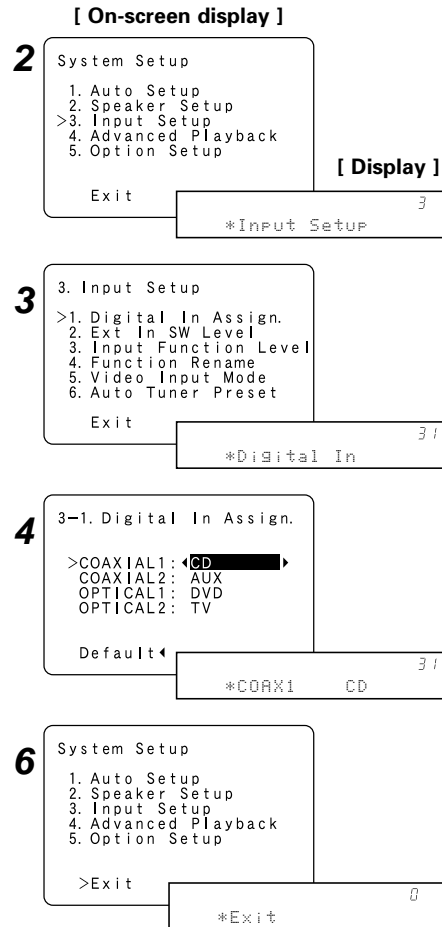 [ On-screen display ]
2
System Setup
1. Auto Setup
2. Speaker Setup
>3. Input Setup
4. Advanced Playback
5. Option Setup
Exit
[ Display ]
3
*Input Setup
3
3. Input Setup
>1. Digital In Assign.
2. Ext In SW Level
3. Input Function Level
4. Function Rename
5. Video Input Mode
6. Auto Tuner Preset
Exit
31
*Digital In
4
3-1. Digital In Assign.
>COAXIAL1: ◂CD ▸
COAXIAL2: AUX
OPTICAL1: DVD
OPTICAL2: TV
Default◂
31
*COAX1 CD
6
System Setup
1. Auto Setup
2. Speaker Setup
3. Input Setup
4. Advanced Playback
5. Option Setup
>Exit
0
*Exit